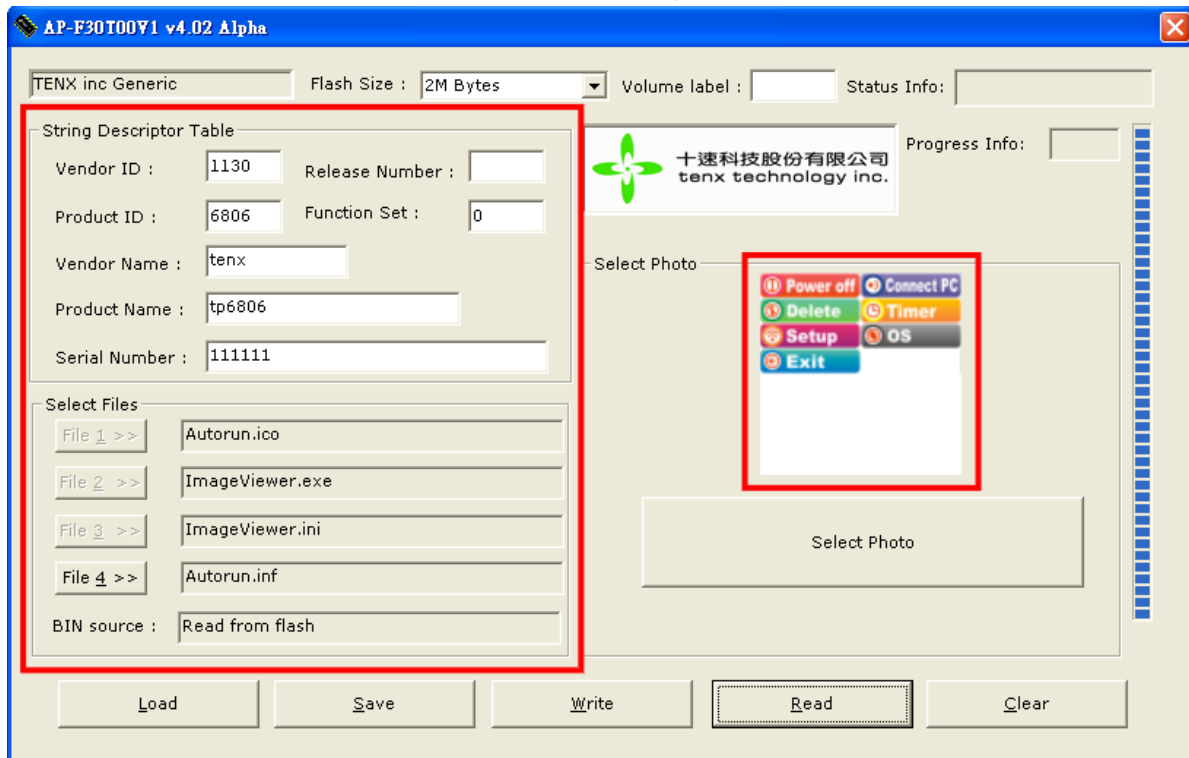 AP-F30T00V1 v4.02 Alpha
TENX inc Generic
Flash Size : 2M Bytes
Volume label :
Status Info:
String Descriptor Table
Vendor ID : 1130
Release Number :
Product ID : 6806
Function Set : 0
Vendor Name : tenx
Product Name : tp6806
Serial Number : 111111
Select Files
File 1 >> Autorun.ico
File 2 >> ImageViewer.exe
File 3 >> ImageViewer.ini
File 4 >> Autorun.inf
BIN source : Read from flash
十速科技股份有限公司
tenx technology inc.
Progress Info:
Select Photo
Power off Connect PC
Delete Timer
Setup OS
Exit
Select Photo
Load Save Write Read Clear